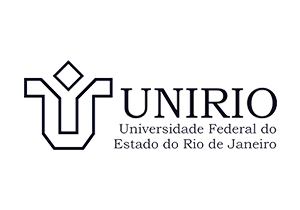 UNIRIO
Universidade Federal do
Estado do Rio de Janeiro